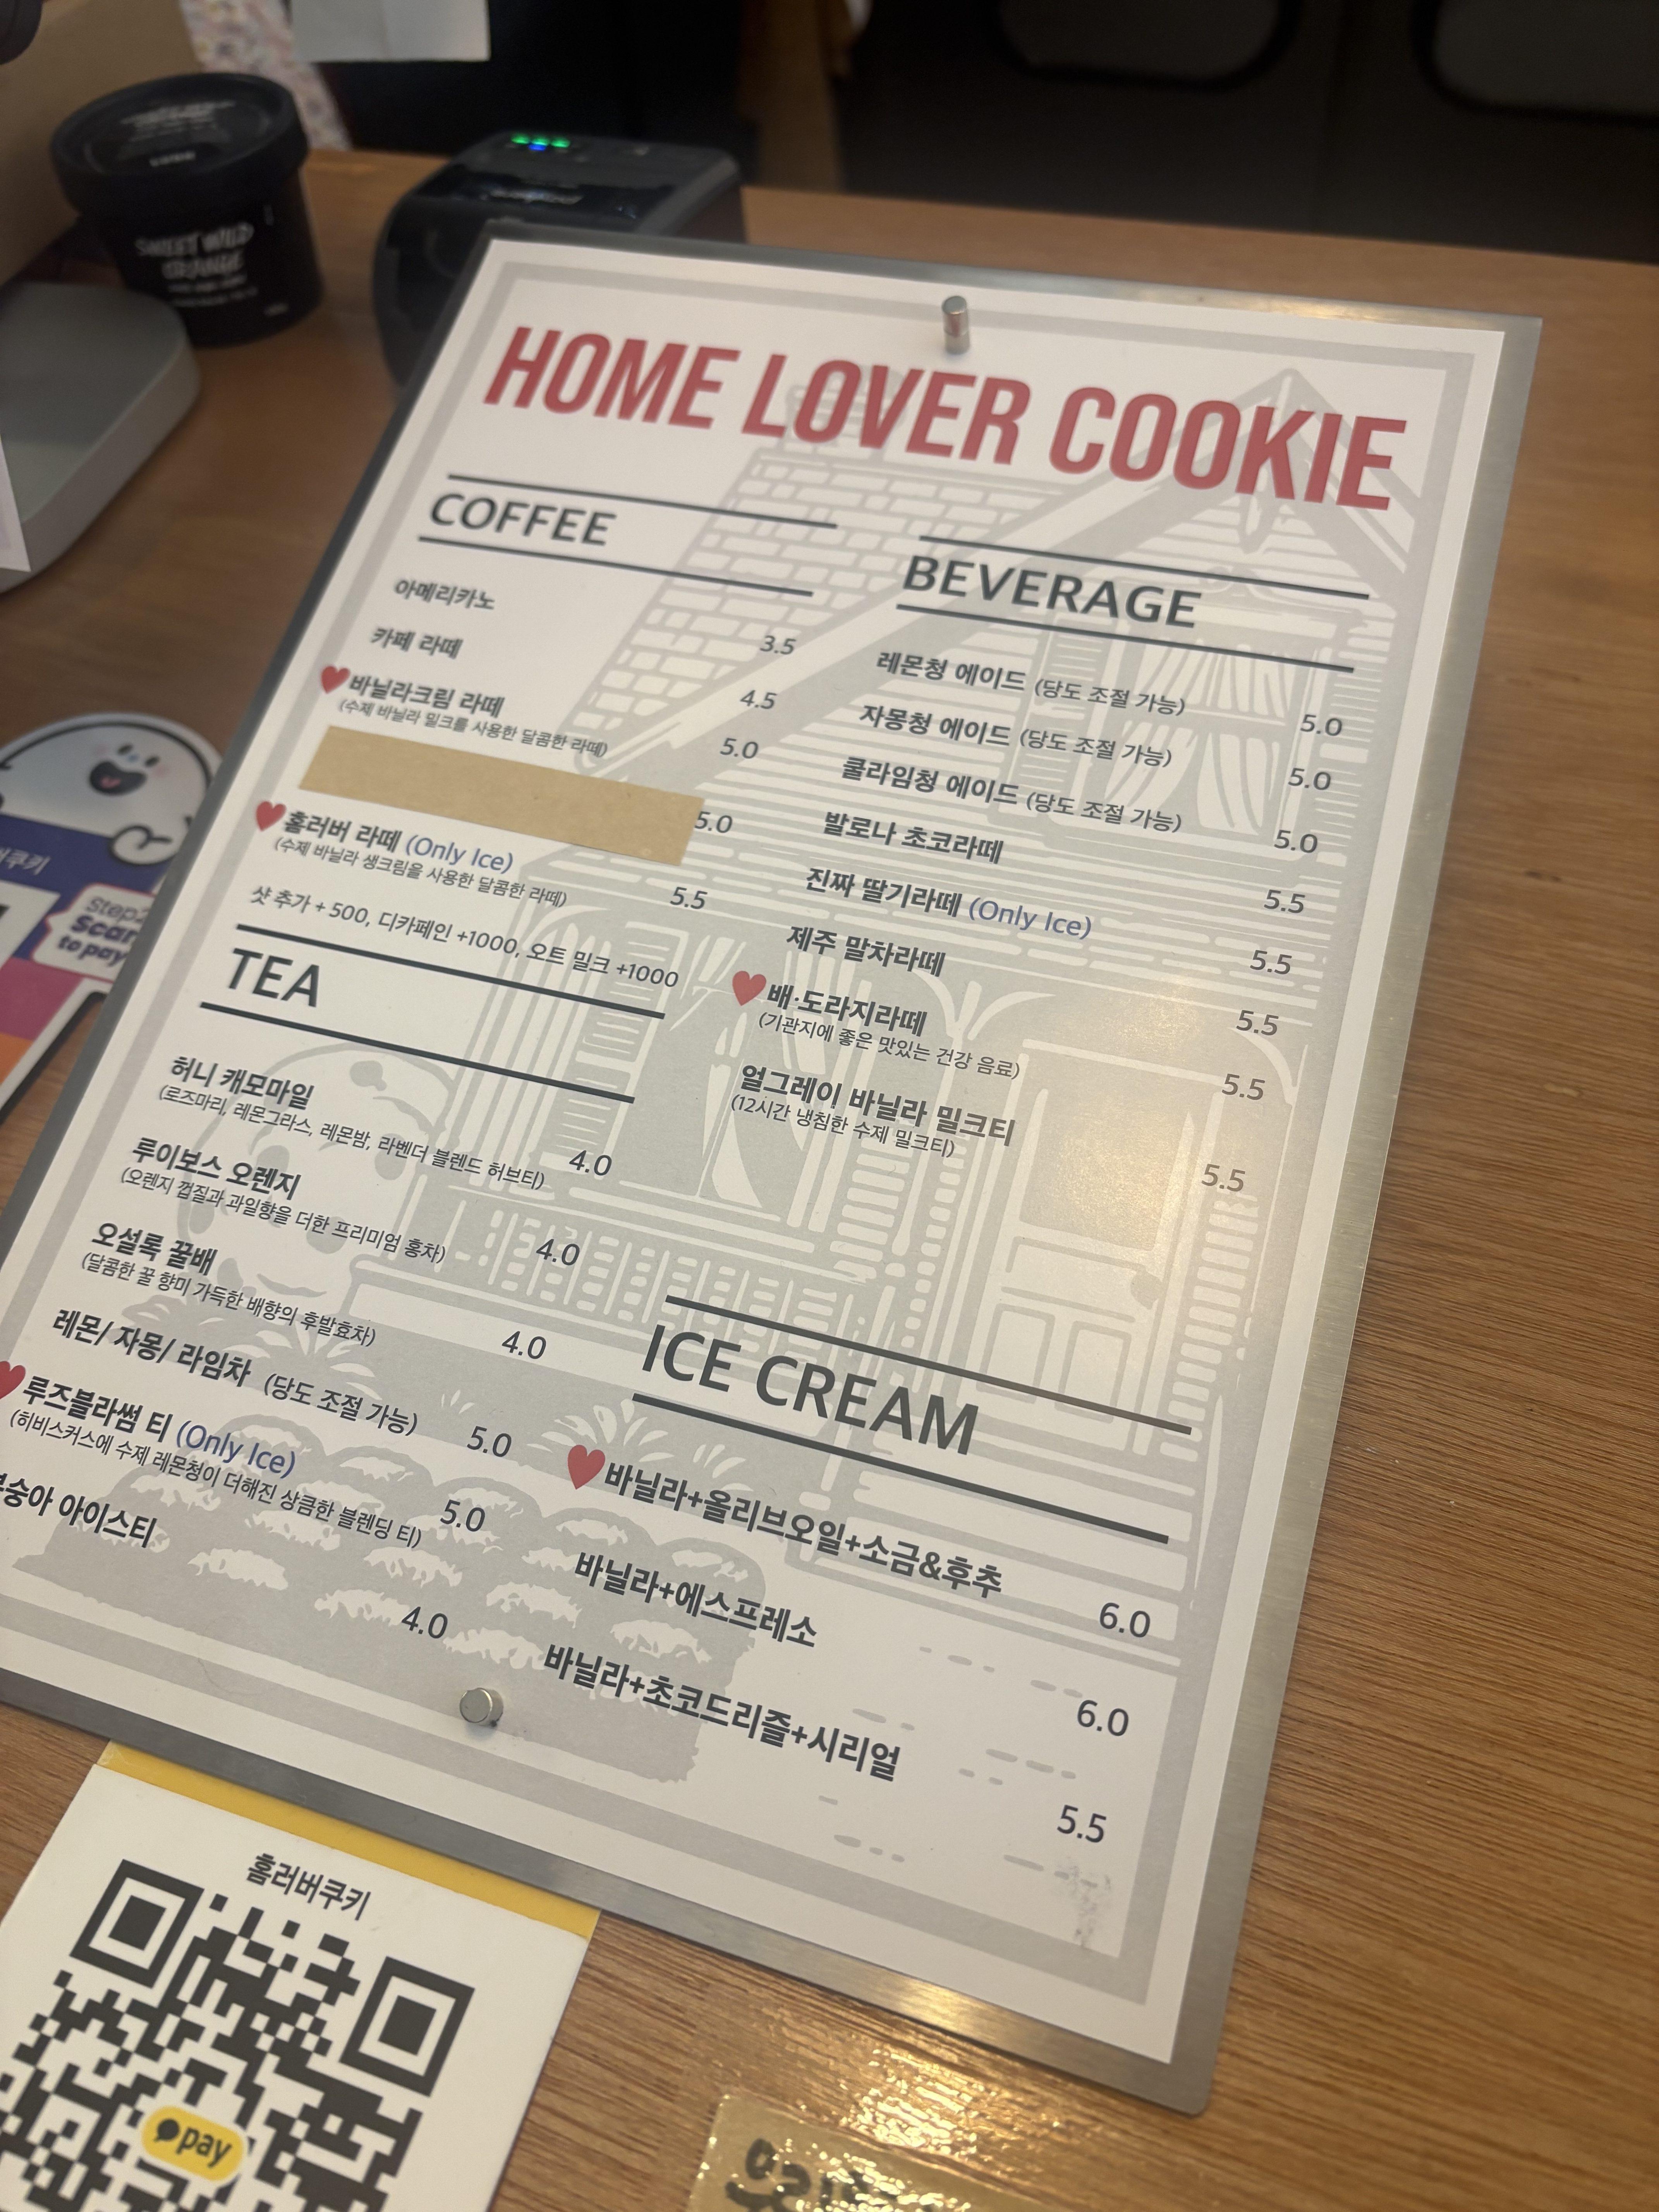 SWEET WILD
ORANGE
HOME LOVER COOKIE
COFFEE
아메리카노 3.5
카페 라떼 4.5
바닐라크림 라떼 5.0
(수제 바닐라 밀크를 사용한 달콤한 라떼)
5.0
홈러버 라떼 (Only Ice) 5.5
(수제 바닐라 생크림을 사용한 달콤한 라떼)
샷 추가 + 500, 디카페인 +1000, 오트 밀크 +1000
TEA
허니 캐모마일 4.0
(로즈마리, 레몬그라스, 레몬밤, 라벤더 블렌드 허브티)
루이보스 오렌지 4.0
(오렌지 껍질과 과일향을 더한 프리미엄 홍차)
오설록 꿀배 4.0
(달콤한 꿀 향미 가득한 배향의 후발효차)
레몬/ 자몽/ 라임차 (당도 조절 가능) 5.0
루즈블라썸 티 (Only Ice) 5.0
(히비스커스에 수제 레몬청이 더해진 상큼한 블렌딩 티)
숭아 아이스티 4.0
BEVERAGE
레몬청 에이드 (당도 조절 가능) 5.0
자몽청 에이드 (당도 조절 가능) 5.0
쿨라임청 에이드 (당도 조절 가능) 5.0
발로나 초코라떼 5.5
진짜 딸기라떼 (Only Ice) 5.5
제주 말차라떼 5.5
배·도라지라떼 5.5
(기관지에 좋은 맛있는 건강 음료)
얼그레이 바닐라 밀크티 5.5
(12시간 냉침한 수제 밀크티)
ICE CREAM
바닐라+올리브오일+소금&후추 6.0
바닐라+에스프레소 6.0
바닐라+초코드리즐+시리얼 5.5
버쿠키
Step2
Scan
to pay
홈러버쿠키
pay